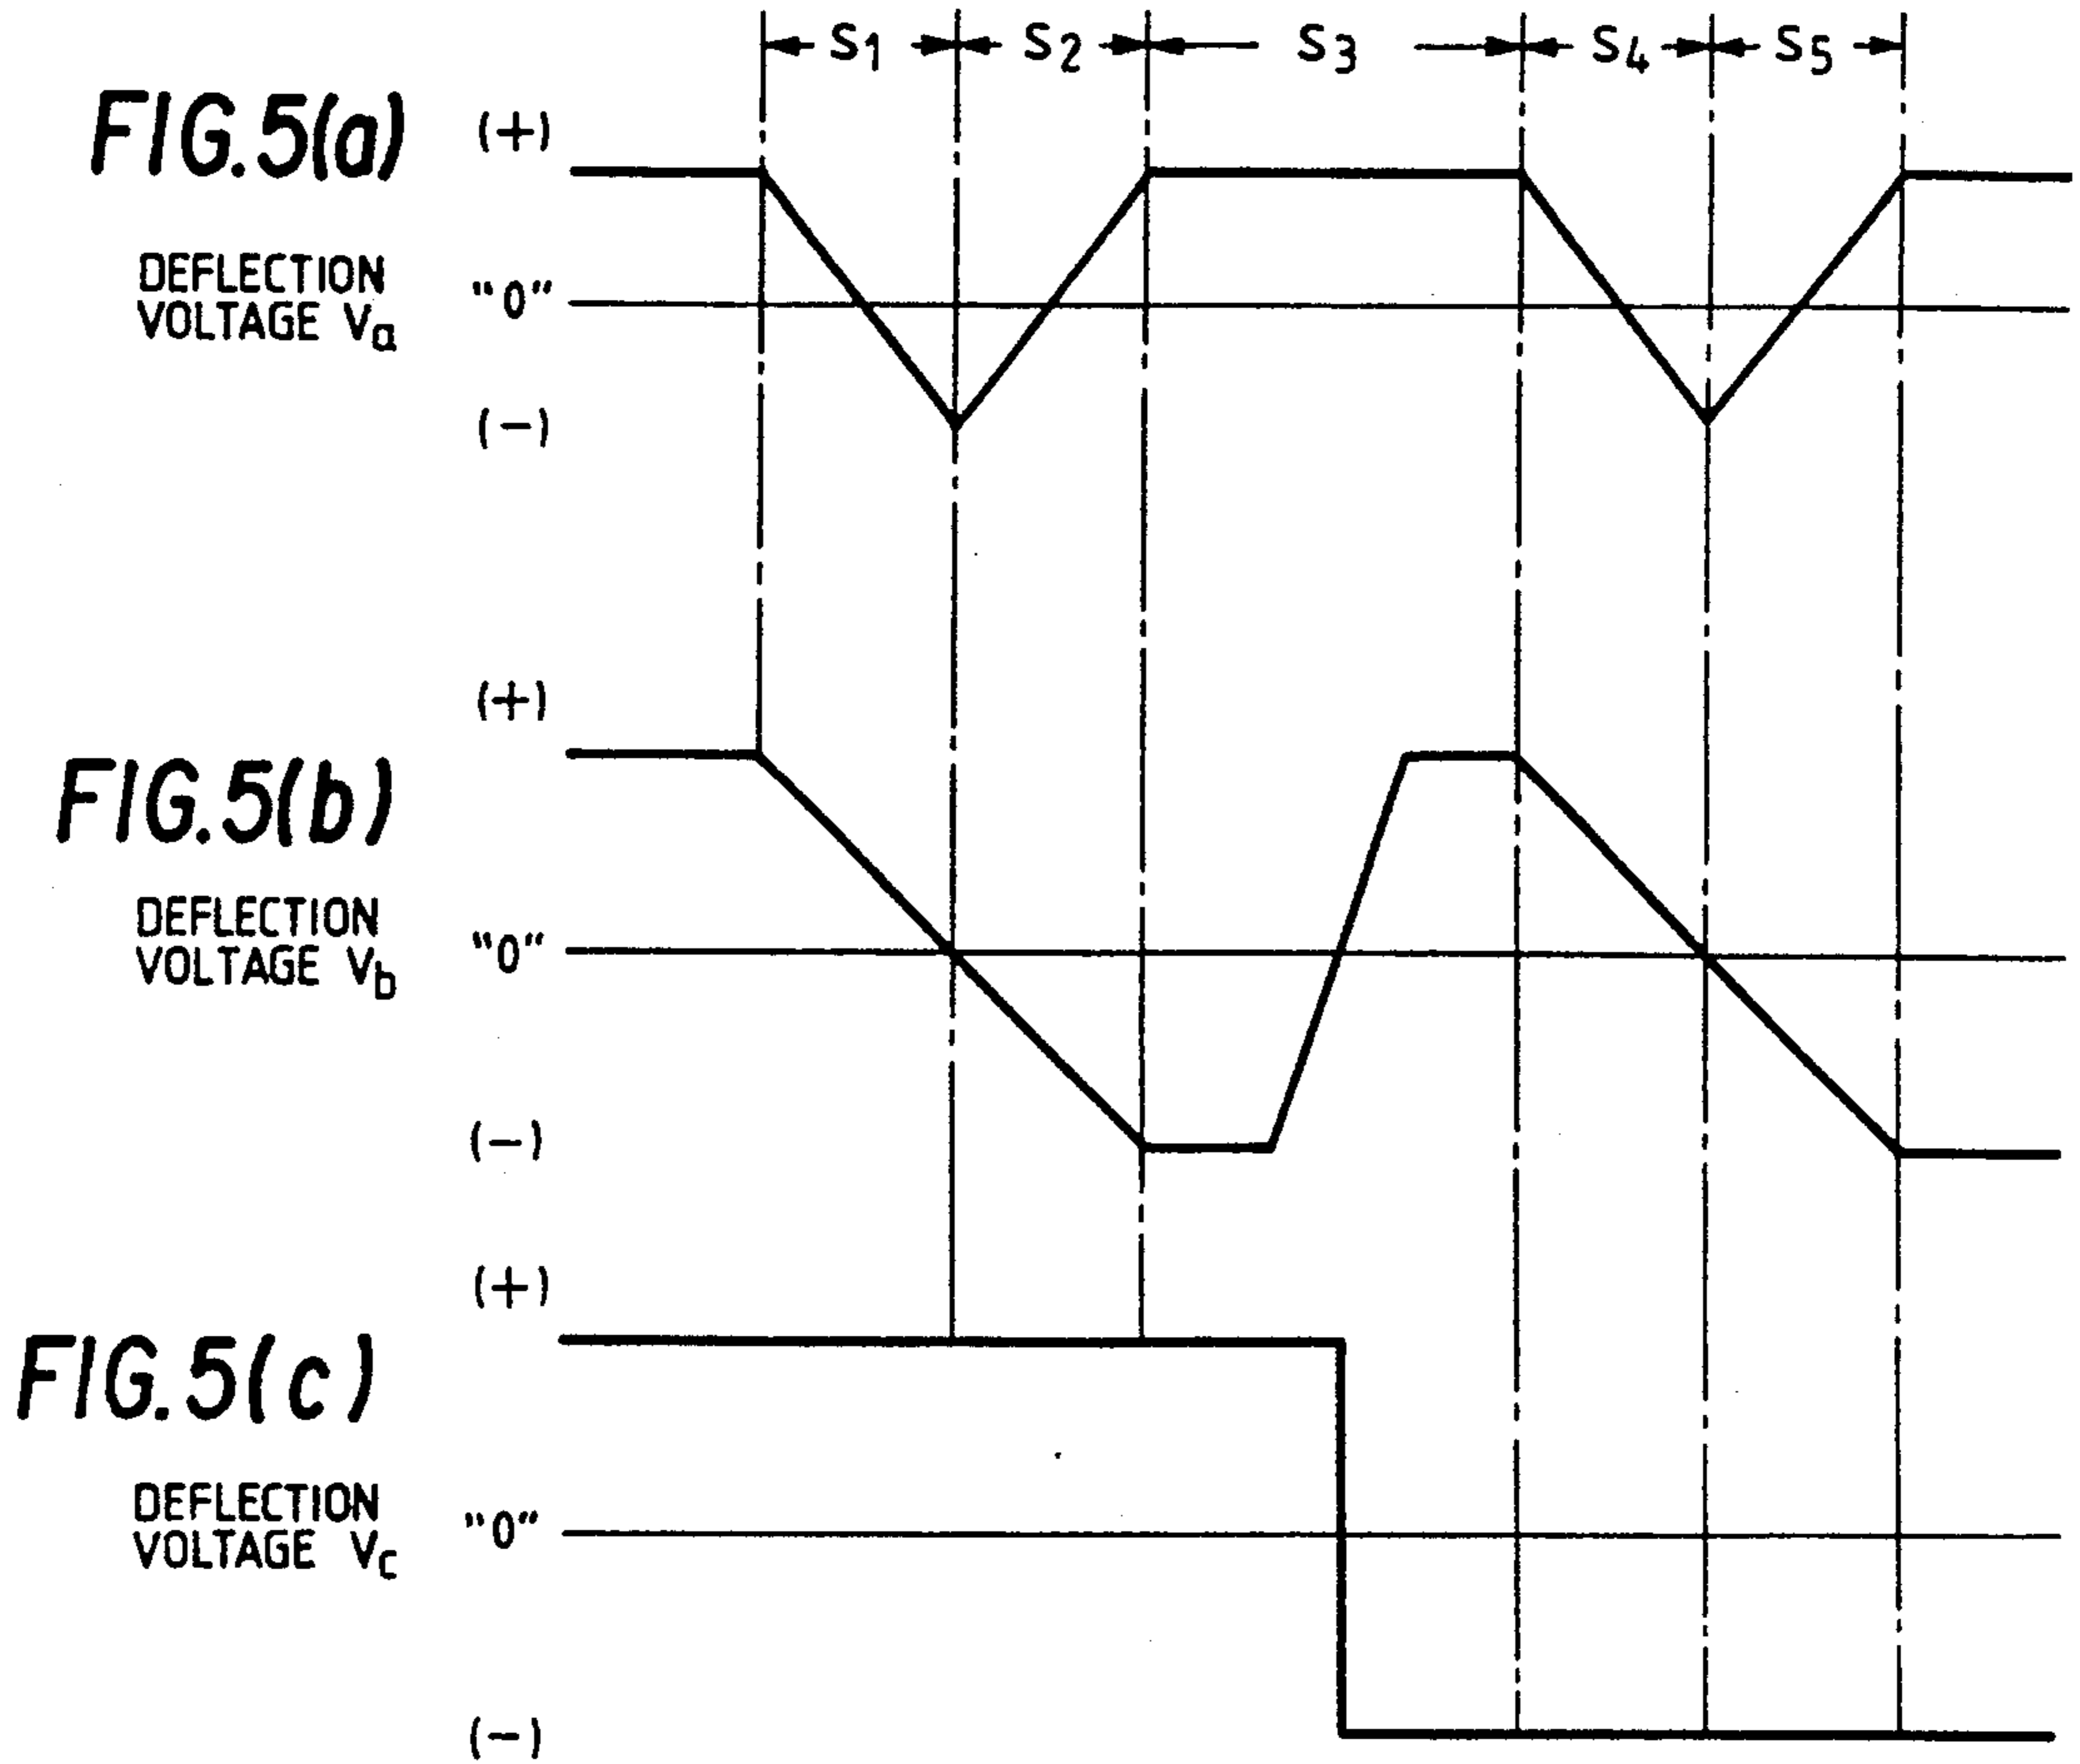 S1 S2 S3 S4 S5
FIG.5(a)
(+)
DEFLECTION
VOLTAGE Va
"0"
(-)
(+)
FIG.5(b)
DEFLECTION
VOLTAGE Vb
"0"
(-)
(+)
FIG.5(c)
DEFLECTION
VOLTAGE Vc
"0"
(-)